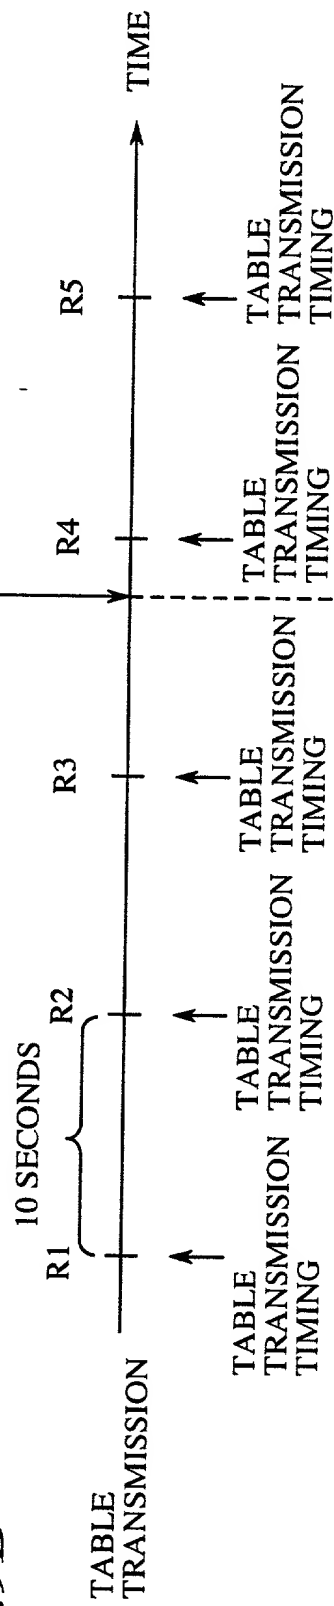 TABLE
TRANSMISSION
R1
10 SECONDS
R2
R3
R4
R5
TIME
TABLE
TRANSMISSION
TIMING
TABLE
TRANSMISSION
TIMING
TABLE
TRANSMISSION
TIMING
TABLE
TRANSMISSION
TIMING
TABLE
TRANSMISSION
TIMING